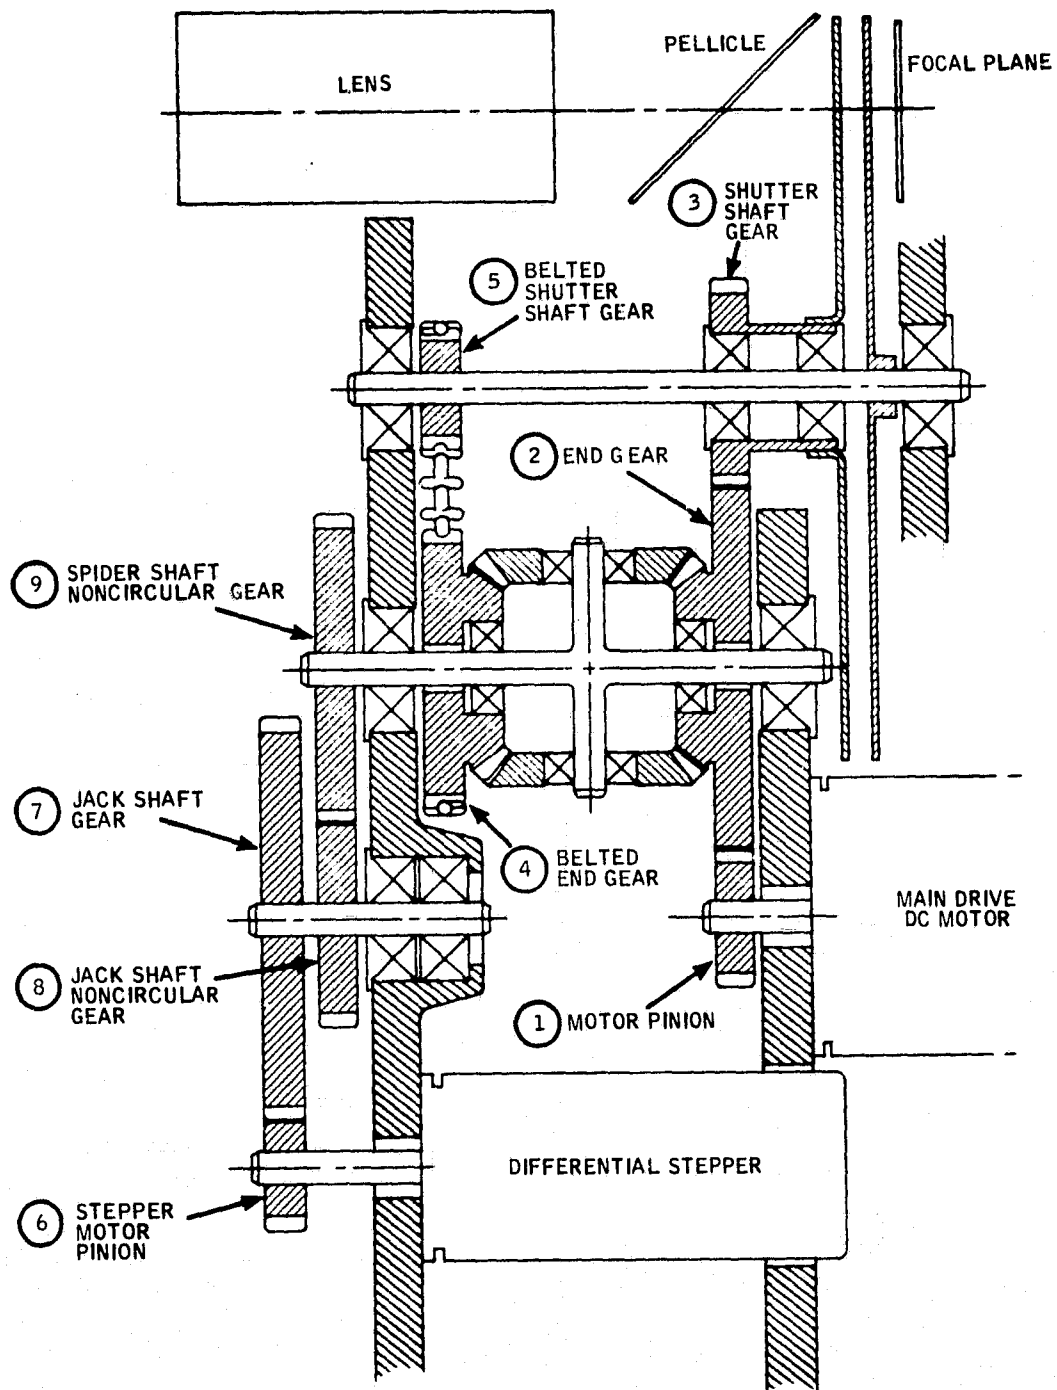 LENS
PELLICLE
FOCAL PLANE
3 SHUTTER
SHAFT
GEAR
5 BELTED
SHUTTER
SHAFT GEAR
2 END GEAR
9 SPIDER SHAFT
NONCIRCULAR GEAR
7 JACK SHAFT
GEAR
4 BELTED
END GEAR
MAIN DRIVE
DC MOTOR
8 JACK SHAFT
NONCIRCULAR
GEAR
1 MOTOR PINION
DIFFERENTIAL STEPPER
6 STEPPER
MOTOR
PINION